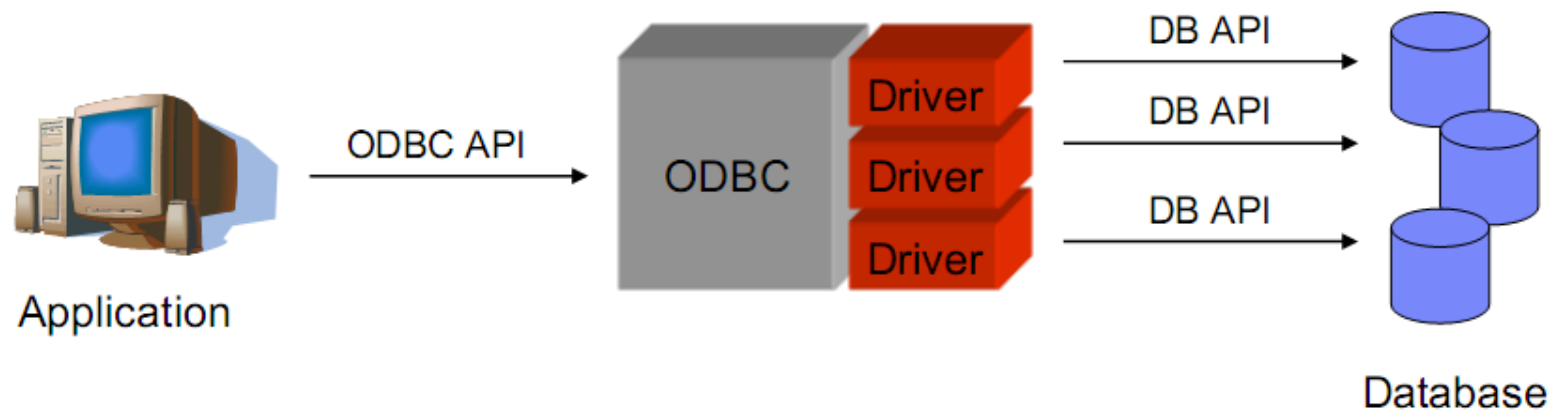 DB API
Driver
DB API
ODBC API
ODBC
Driver
DB API
Driver
Application
Database